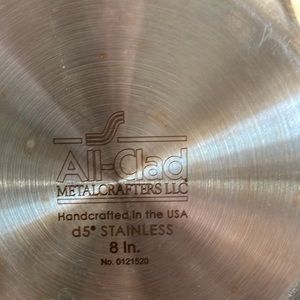 All-Clad
METALCRAFTERS LLC
Handcrafted in the USA
d5® STAINLESS
8 In.
No. 0121520